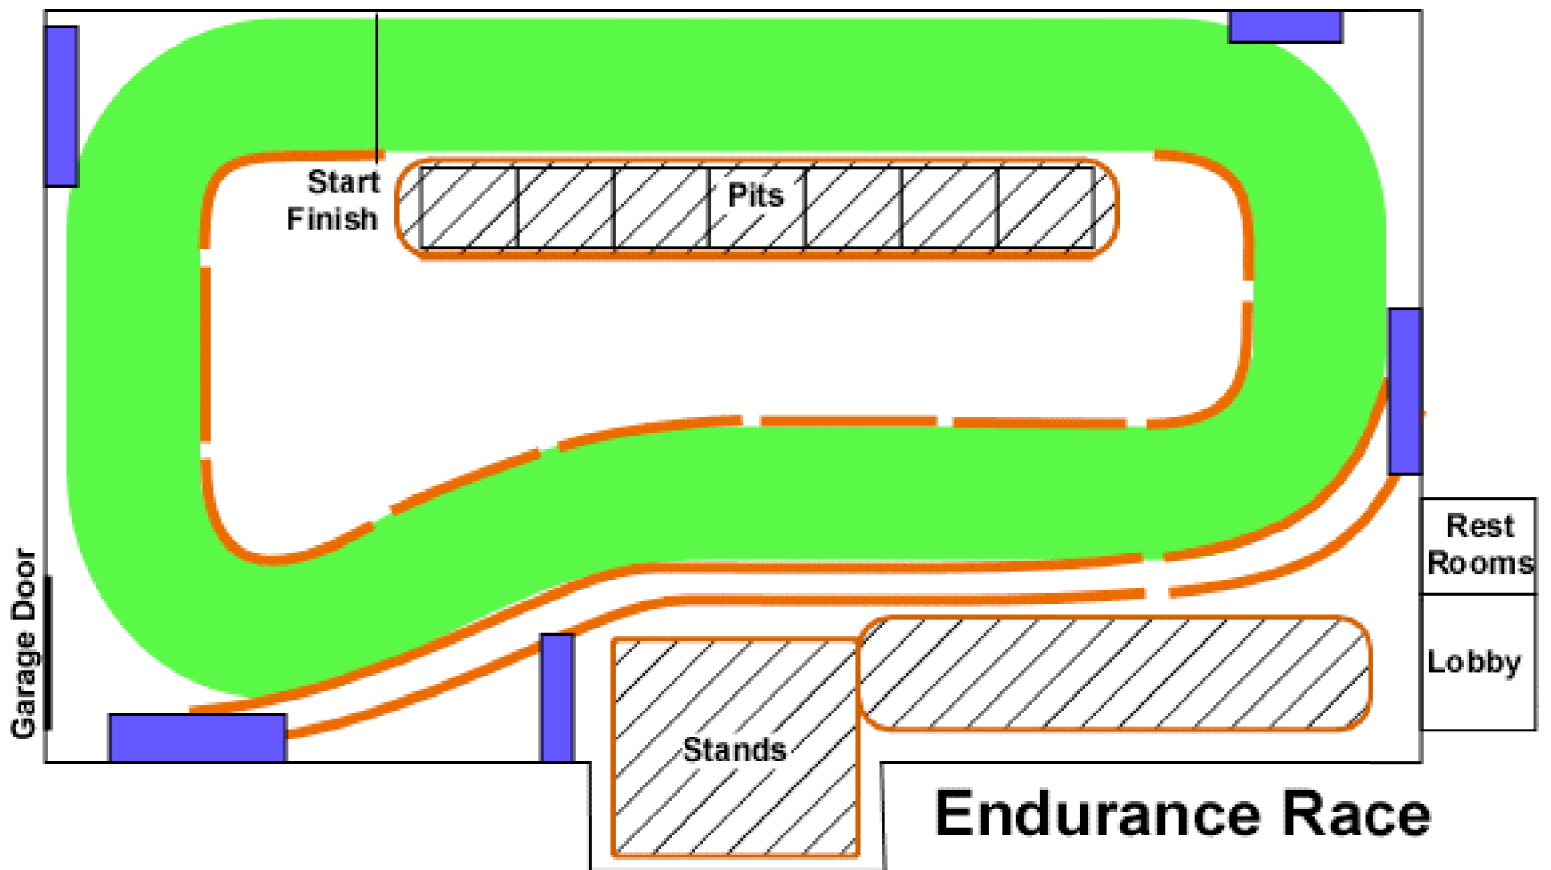 Start
Finish
Pits
Garage Door
Rest
Rooms
Lobby
Stands
Endurance Race